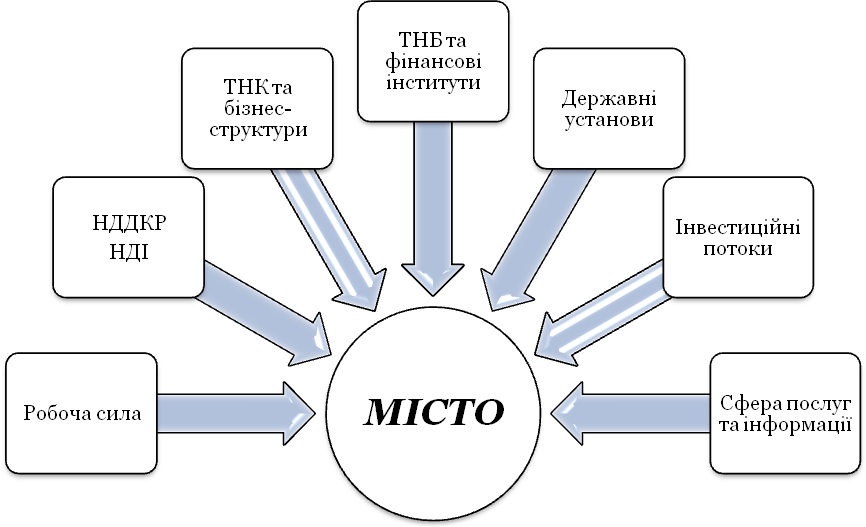 ТНБ та
фінансові
інститути
ТНК та
бізнес-
структури
Державні
установи
НДДКР
НДІ
Інвестиційні
потоки
Робоча сила
МІСТО
Сфера послуг
та інформації